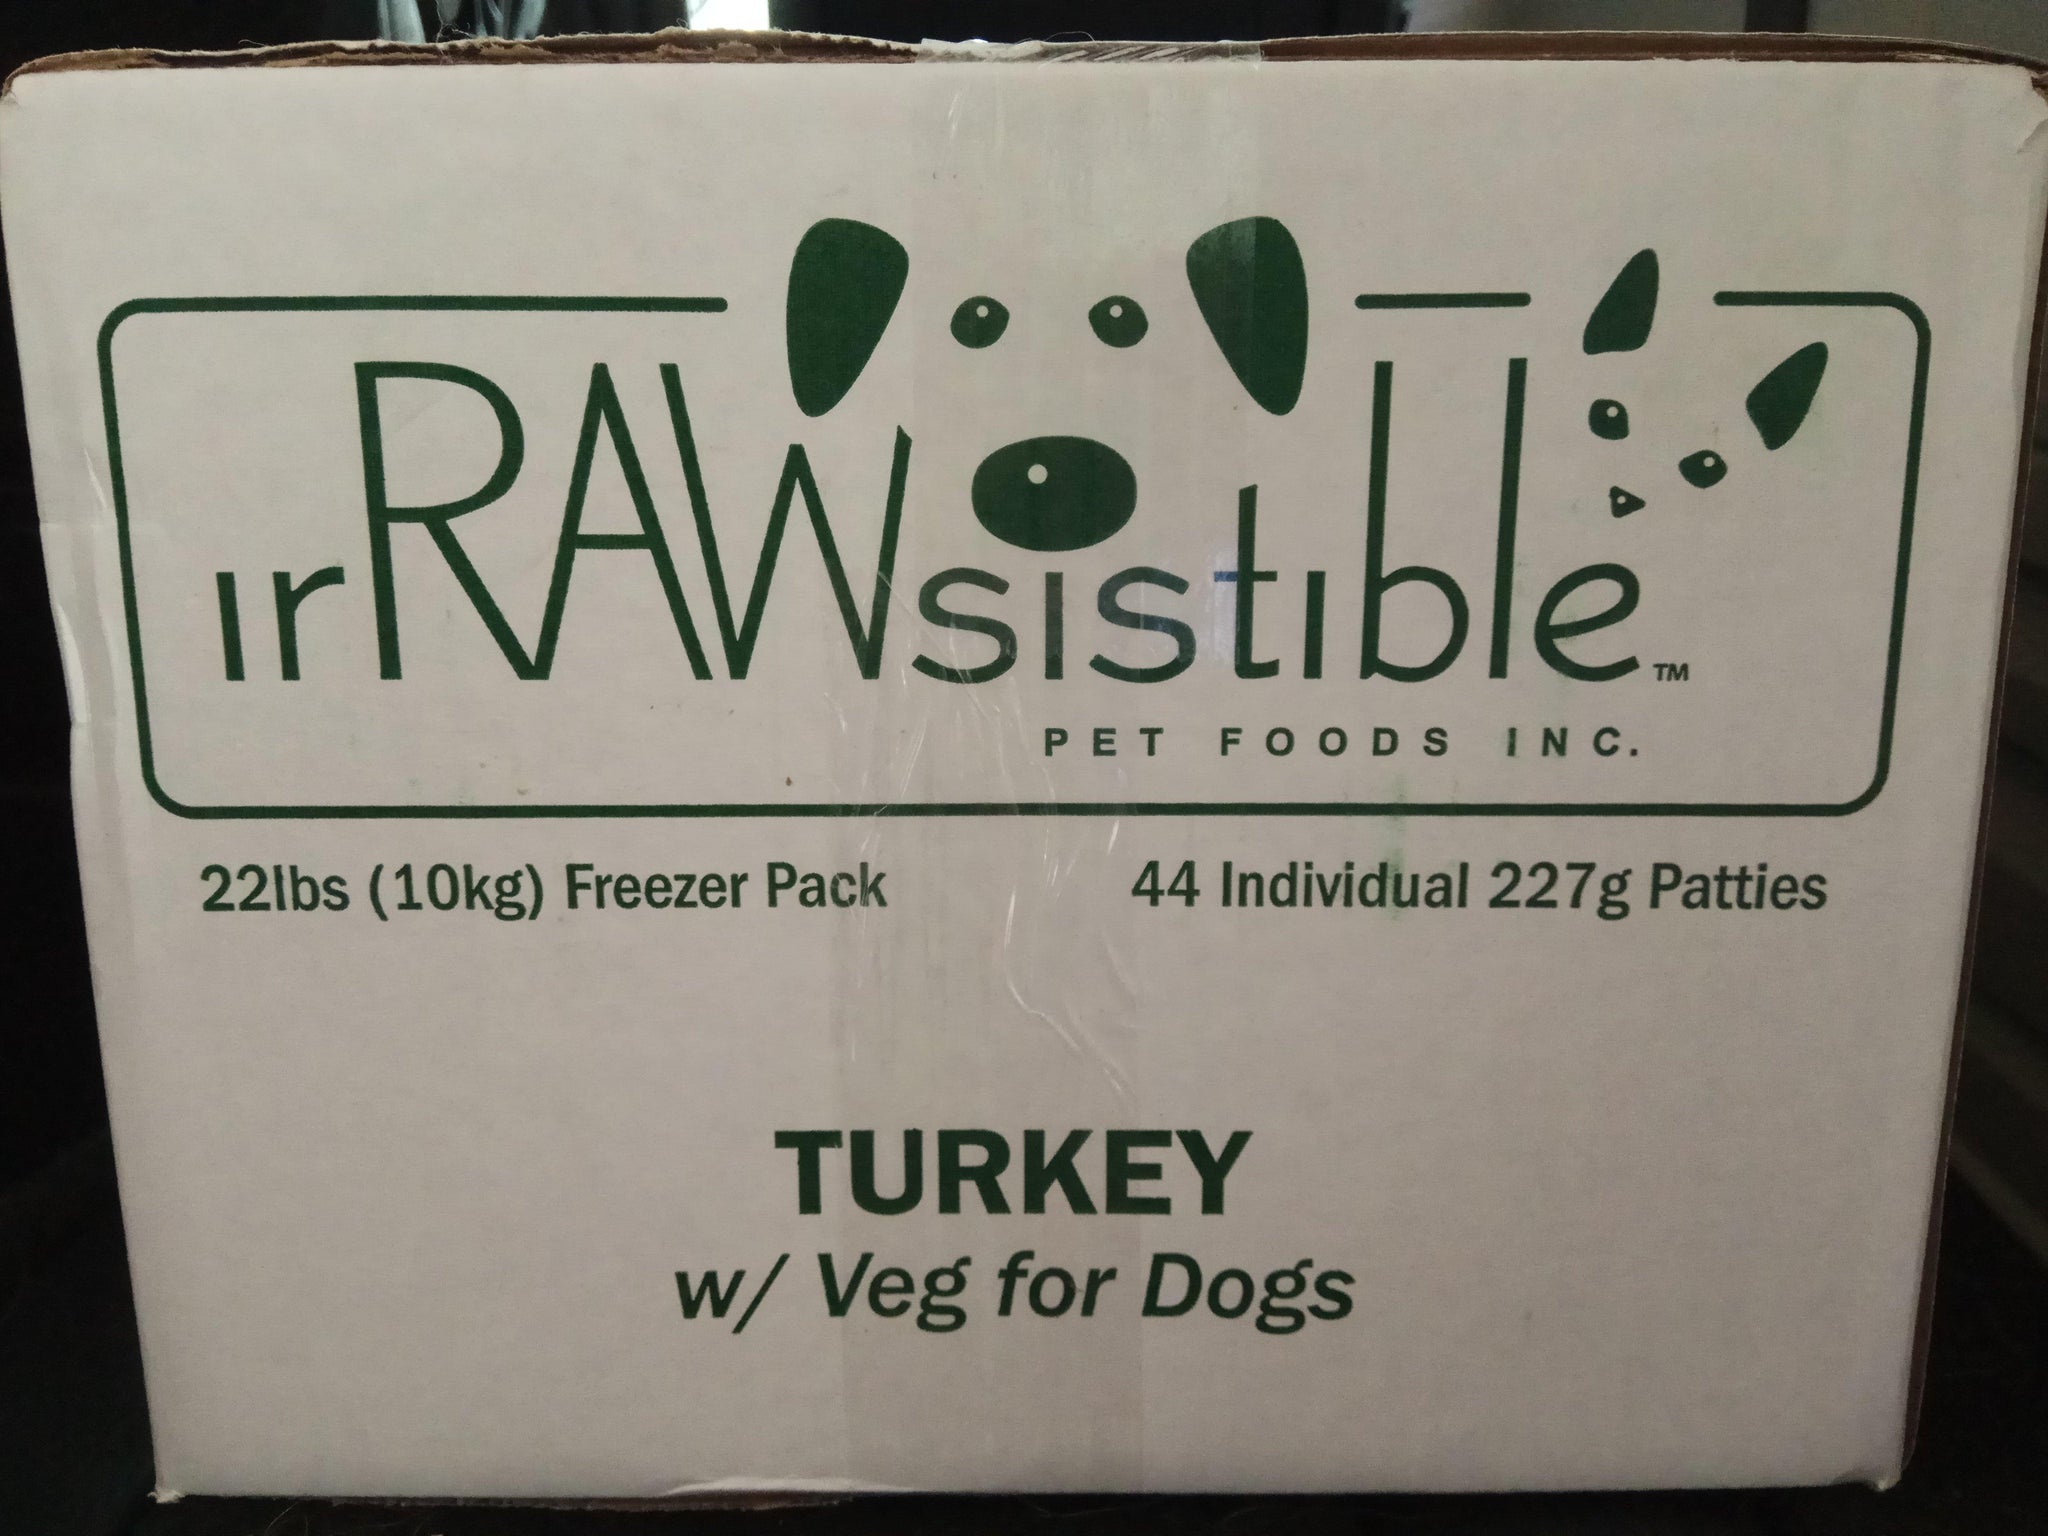 irRAWsistible™
PET FOODS INC.
22lbs (10kg) Freezer Pack 44 Individual 227g Patties
TURKEY
w/ Veg for Dogs